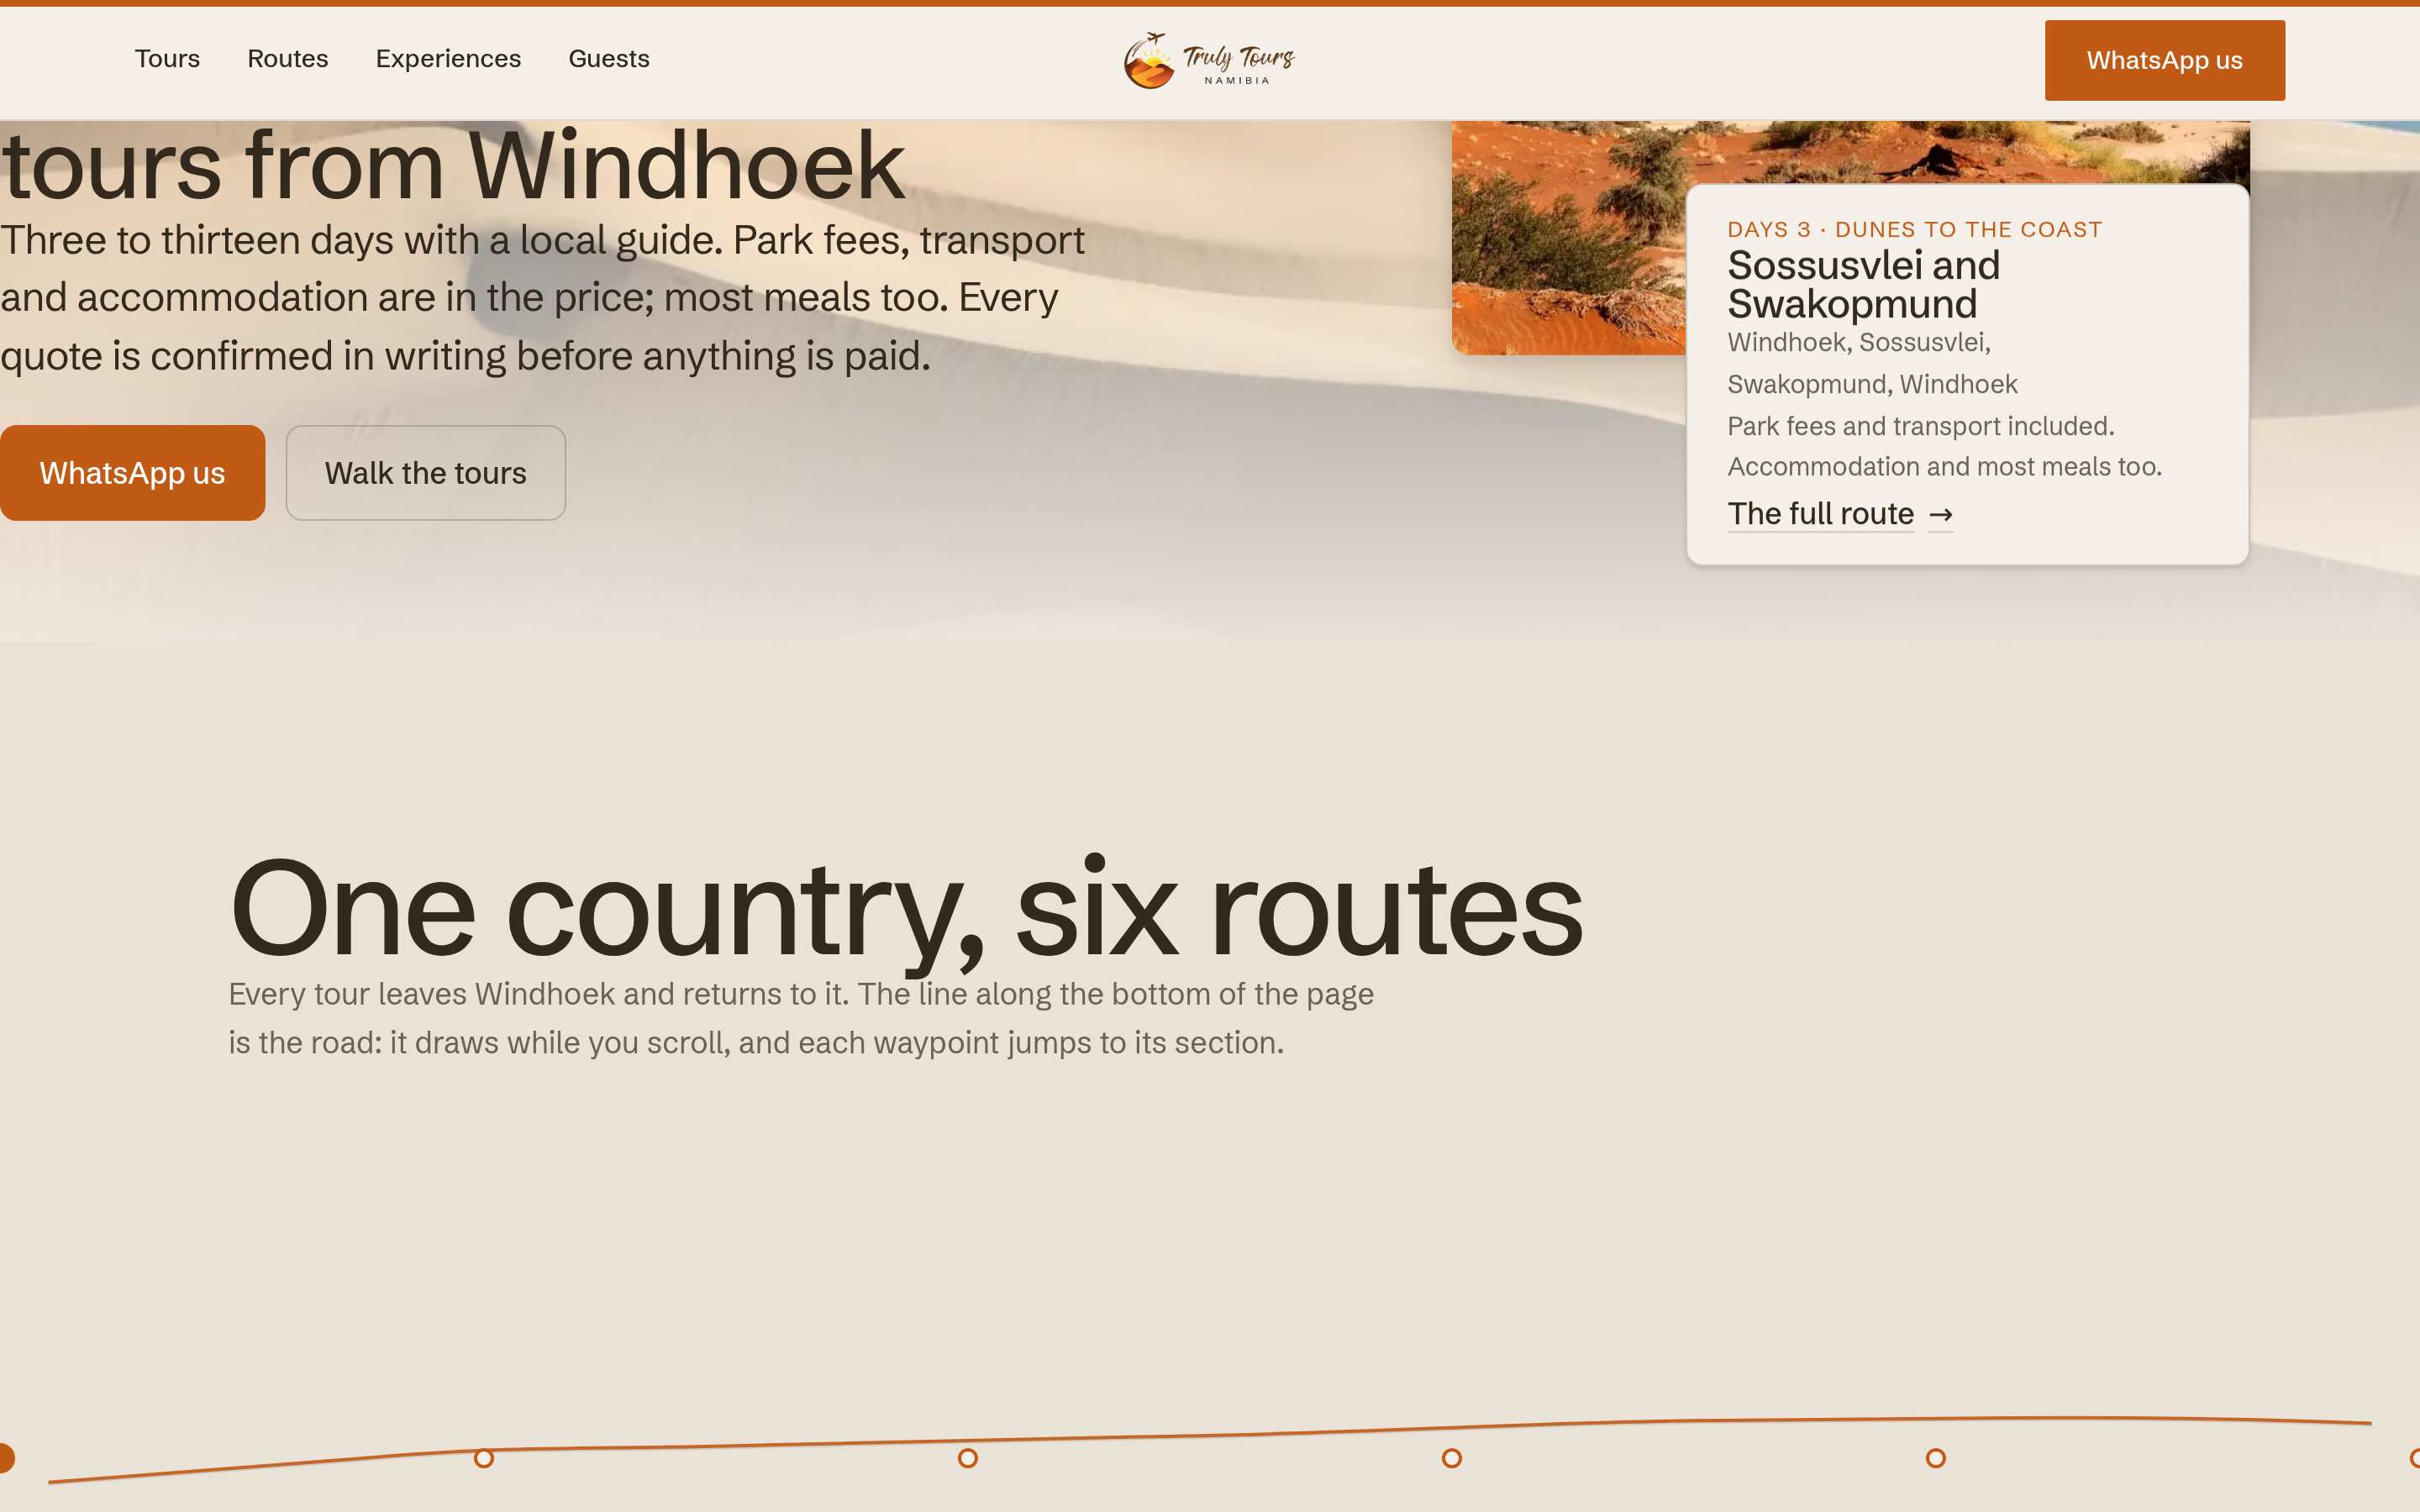 Tours Routes Experiences Guests
Truly Tours
NAMIBIA
WhatsApp us
tours from Windhoek
Three to thirteen days with a local guide. Park fees, transport
and accommodation are in the price; most meals too. Every
quote is confirmed in writing before anything is paid.
WhatsApp us
Walk the tours
DAYS 3 · DUNES TO THE COAST
Sossusvlei and
Swakopmund
Windhoek, Sossusvlei,
Swakopmund, Windhoek
Park fees and transport included.
Accommodation and most meals too.
The full route →
One country, six routes
Every tour leaves Windhoek and returns to it. The line along the bottom of the page
is the road: it draws while you scroll, and each waypoint jumps to its section.